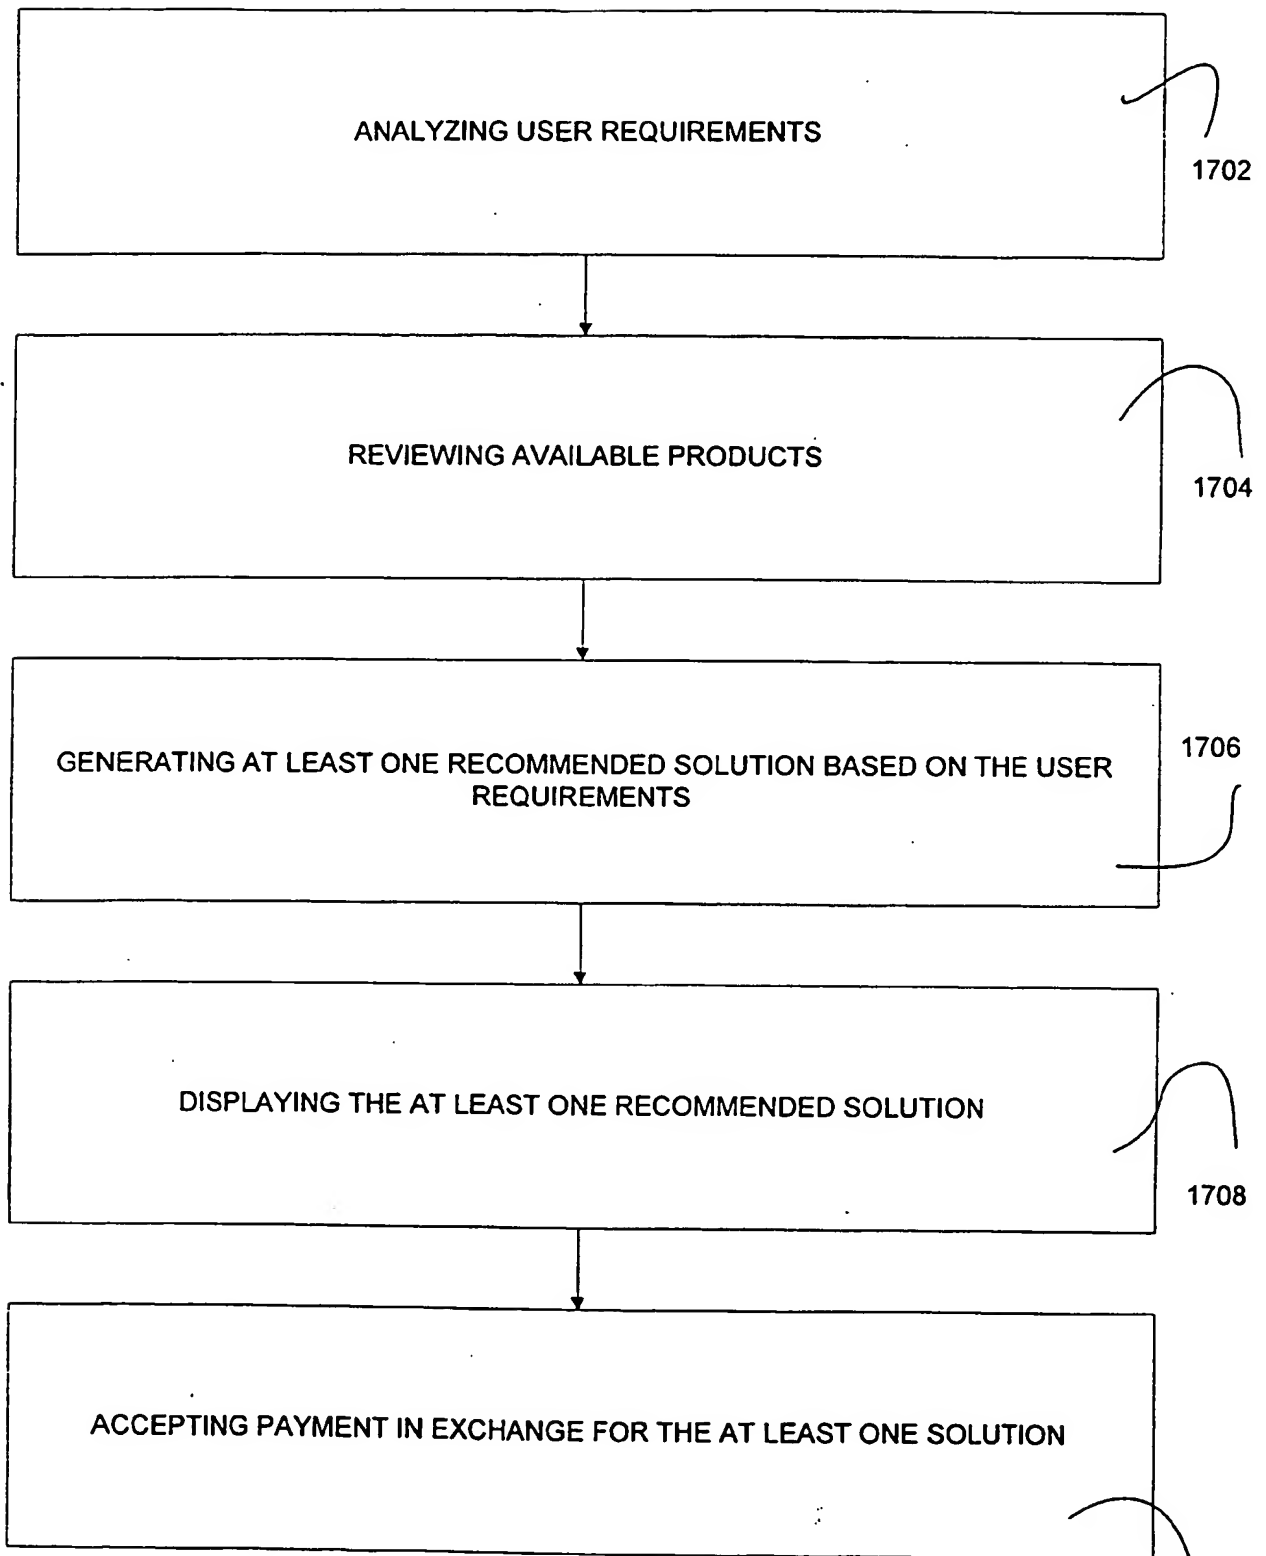 ANALYZING USER REQUIREMENTS
1702
REVIEWING AVAILABLE PRODUCTS
1704
GENERATING AT LEAST ONE RECOMMENDED SOLUTION BASED ON THE USER
REQUIREMENTS
1706
DISPLAYING THE AT LEAST ONE RECOMMENDED SOLUTION
1708
ACCEPTING PAYMENT IN EXCHANGE FOR THE AT LEAST ONE SOLUTION